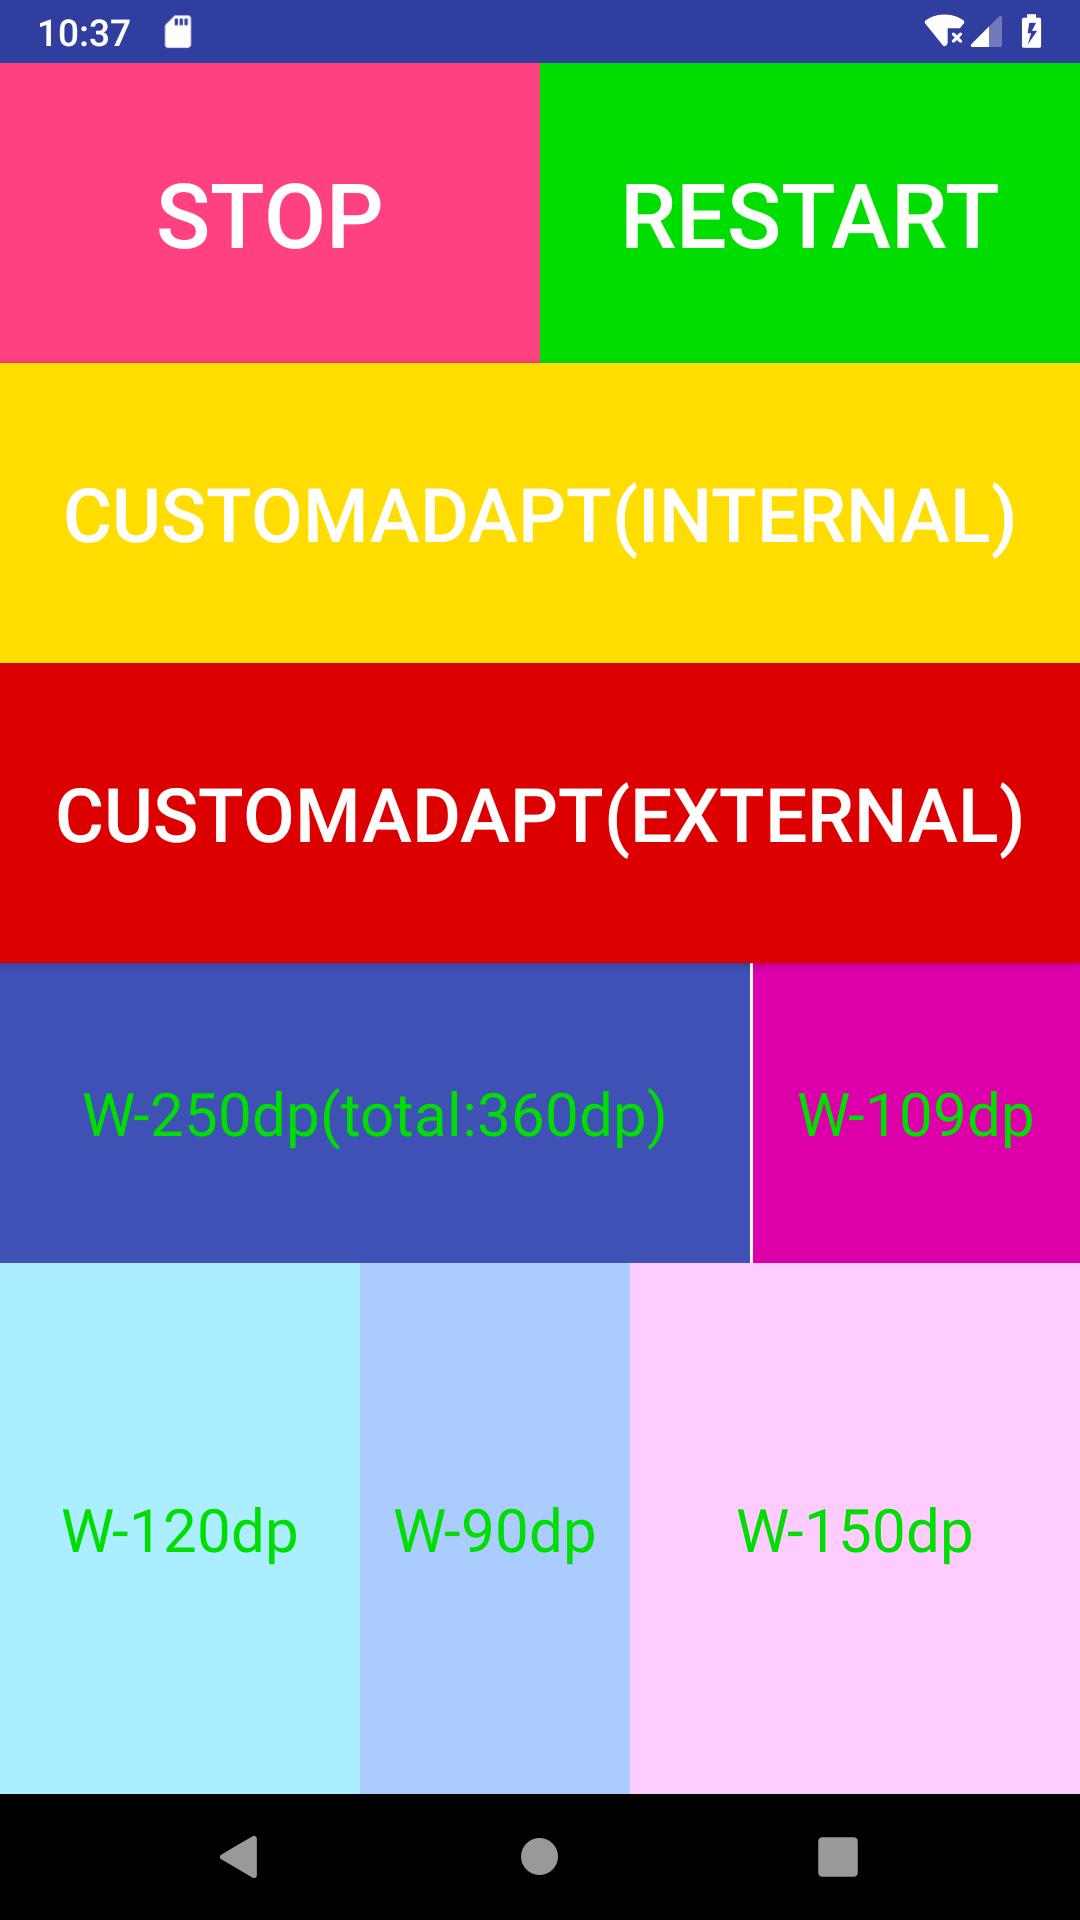 10:37
STOP
RESTART
CUSTOMADAPT(INTERNAL)
CUSTOMADAPT(EXTERNAL)
W-250dp(total:360dp)
W-109dp
W-120dp
W-90dp
W-150dp